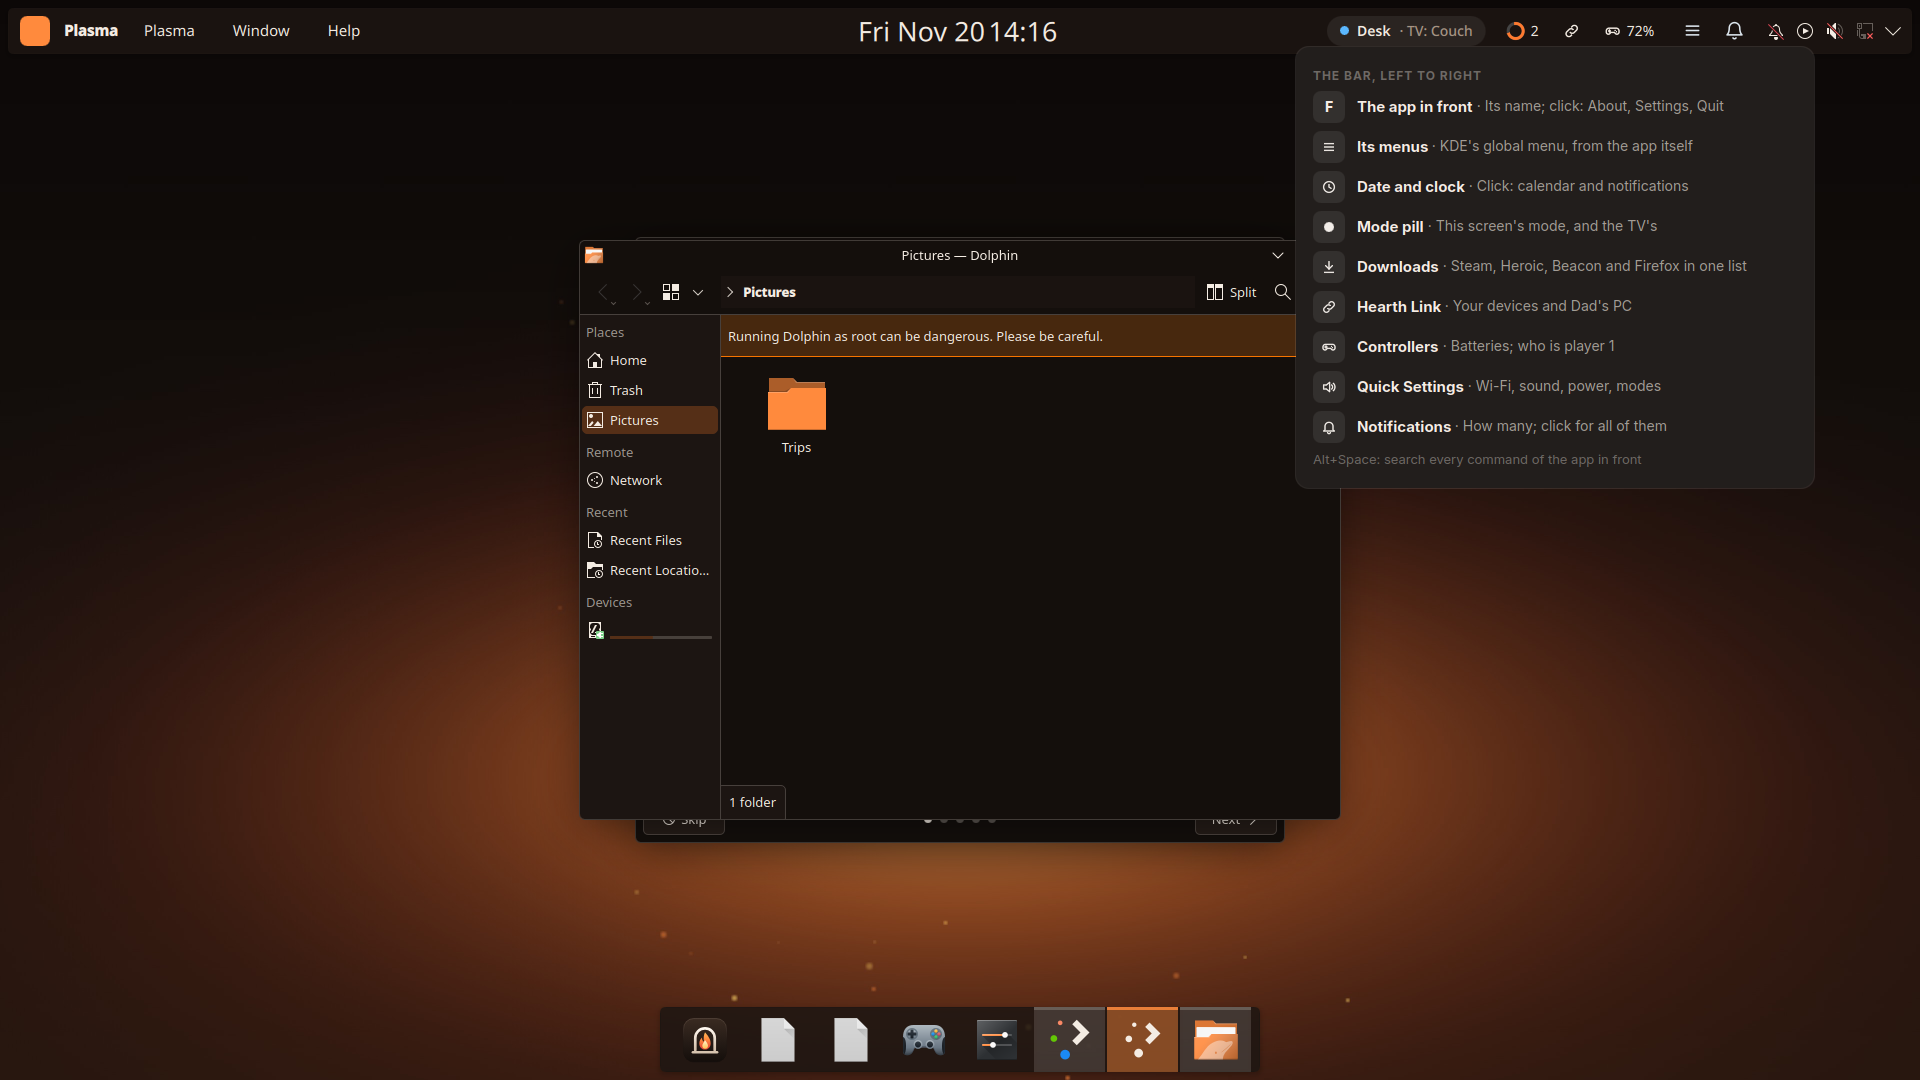 Plasma Plasma Window Help
Fri Nov 20 14:16
Desk · TV: Couch
2
72%
THE BAR, LEFT TO RIGHT
F The app in front · Its name; click: About, Settings, Quit
Its menus · KDE's global menu, from the app itself
Date and clock · Click: calendar and notifications
Mode pill · This screen's mode, and the TV's
Downloads · Steam, Heroic, Beacon and Firefox in one list
Hearth Link · Your devices and Dad's PC
Controllers · Batteries; who is player 1
Quick Settings · Wi-Fi, sound, power, modes
Notifications · How many; click for all of them
Alt+Space: search every command of the app in front
Pictures — Dolphin
Pictures
Split
Places
Home
Trash
Pictures
Remote
Network
Recent
Recent Files
Recent Locatio...
Devices
Running Dolphin as root can be dangerous. Please be careful.
Trips
1 folder
Skip
Next